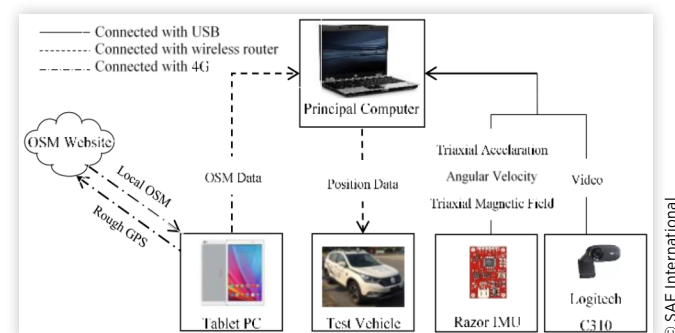 Connected with USB
Connected with wireless router
Connected with 4G
Principal Computer
OSM Website
Local OSM
Rough GPS
OSM Data
Position Data
Triaxial Acceleration
Angular Velocity
Triaxial Magnetic Field
Video
Tablet PC
Test Vehicle
Razor IMU
Logitech
C310
© SAE International